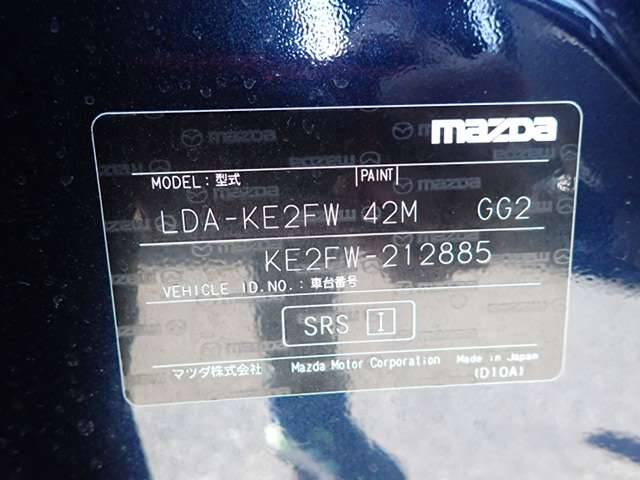 mazda
MODEL : 型式 PAINT
LDA-KE2FW 42M GG2
KE2FW-212885
VEHICLE ID.NO. : 車台番号
SRS I
マツダ株式会社 Mazda Motor Corporation Made in Japan
(D10A)